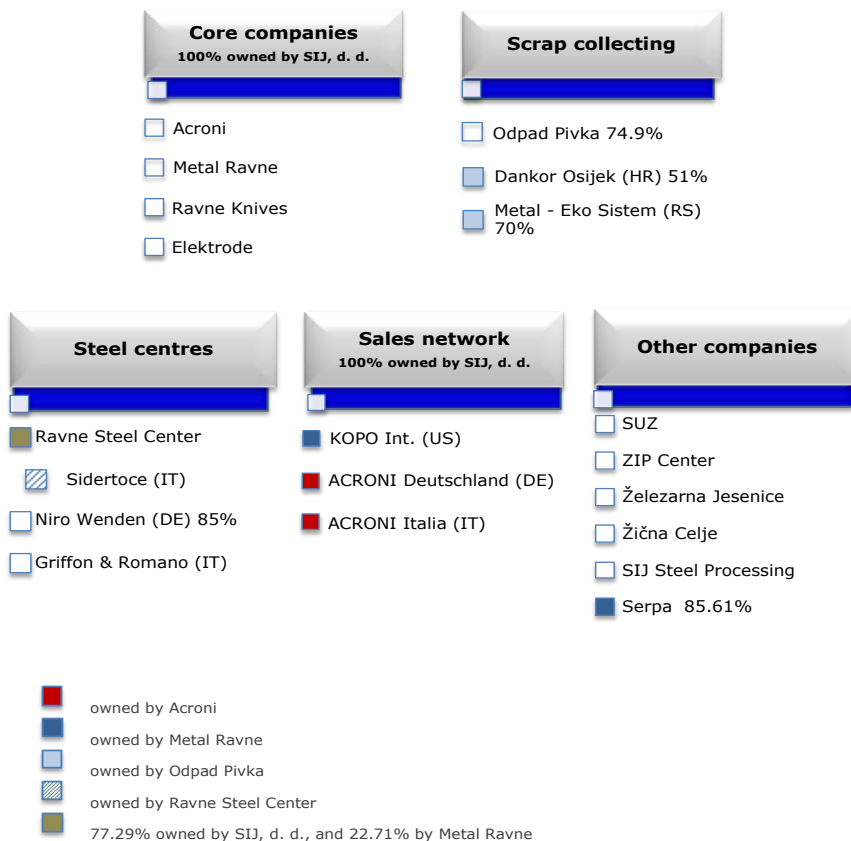 Core companies
100% owned by SIJ, d. d.
Acroni
Metal Ravne
Ravne Knives
Elektrode
Scrap collecting
Odpad Pivka 74.9%
Dankor Osijek (HR) 51%
Metal - Eko Sistem (RS)
70%
Steel centres
Ravne Steel Center
Sidertoce (IT)
Niro Wenden (DE) 85%
Griffon & Romano (IT)
Sales network
100% owned by SIJ, d. d.
KOPO Int. (US)
ACRONI Deutschland (DE)
ACRONI Italia (IT)
Other companies
SUZ
ZIP Center
Železarna Jesenice
Žična Celje
SIJ Steel Processing
Serpa 85.61%
owned by Acroni
owned by Metal Ravne
owned by Odpad Pivka
owned by Ravne Steel Center
77.29% owned by SIJ, d. d., and 22.71% by Metal Ravne